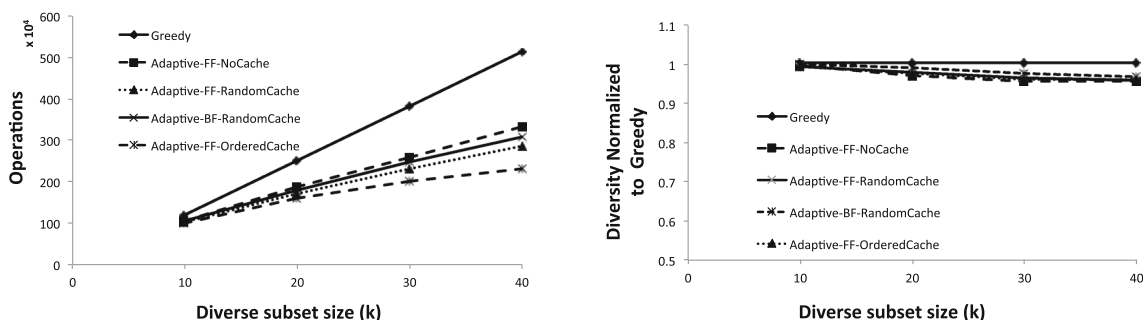 600
500
400
300
200
100
0
x 10⁴
Operations
Greedy
Adaptive-FF-NoCache
Adaptive-FF-RandomCache
Adaptive-BF-RandomCache
Adaptive-FF-OrderedCache
0 10 20 30 40
Diverse subset size (k)
1.1
1
0.9
0.8
0.7
0.6
0.5
Diversity Normalized
to Greedy
Greedy
Adaptive-FF-NoCache
Adaptive-FF-RandomCache
Adaptive-BF-RandomCache
Adaptive-FF-OrderedCache
0 10 20 30 40
Diverse subset size (k)